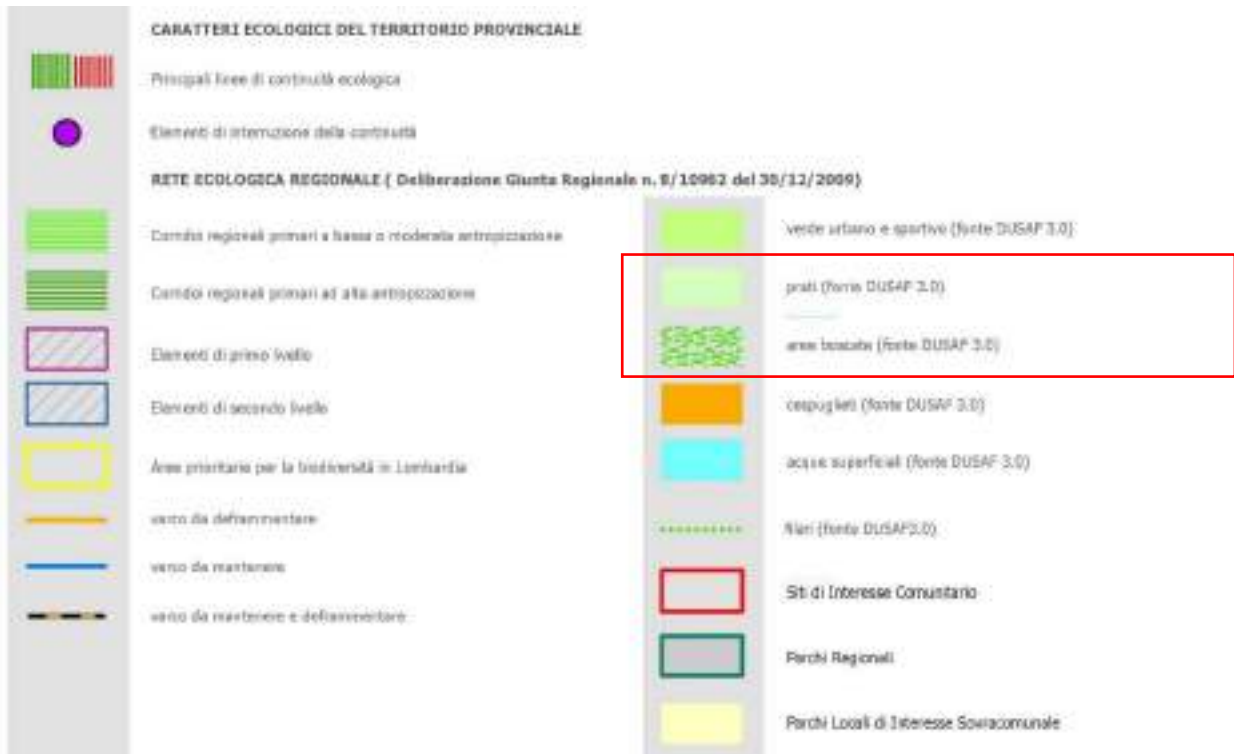 CARATTERI ECOLOGICI DEL TERRITORIO PROVINCIALE
Principali linee di continuità ecologica
Elementi di interruzione della continuità
RETE ECOLOGICA REGIONALE ( Deliberazione Giunta Regionale n. 8/10962 del 30/12/2009)
Corridoi regionali primari a bassa o moderata antropizzazione
Corridoi regionali primari ad alta antropizzazione
Elementi di primo livello
Elementi di secondo livello
Aree prioritarie per la biodiversità in Lombardia
varco da deframmentare
varco da mantenere
varco da mantenere e deframmentare
verde urbano e sportivo (fonte DUSAF 3.0)
prati (fonte DUSAF 3.0)
aree boscate (fonte DUSAF 3.0)
cespuglieti (fonte DUSAF 3.0)
acque superficiali (fonte DUSAF 3.0)
filari (fonte DUSAF3.0)
Siti di Interesse Comunitario
Parchi Regionali
Parchi Locali di Interesse Sovracomunale